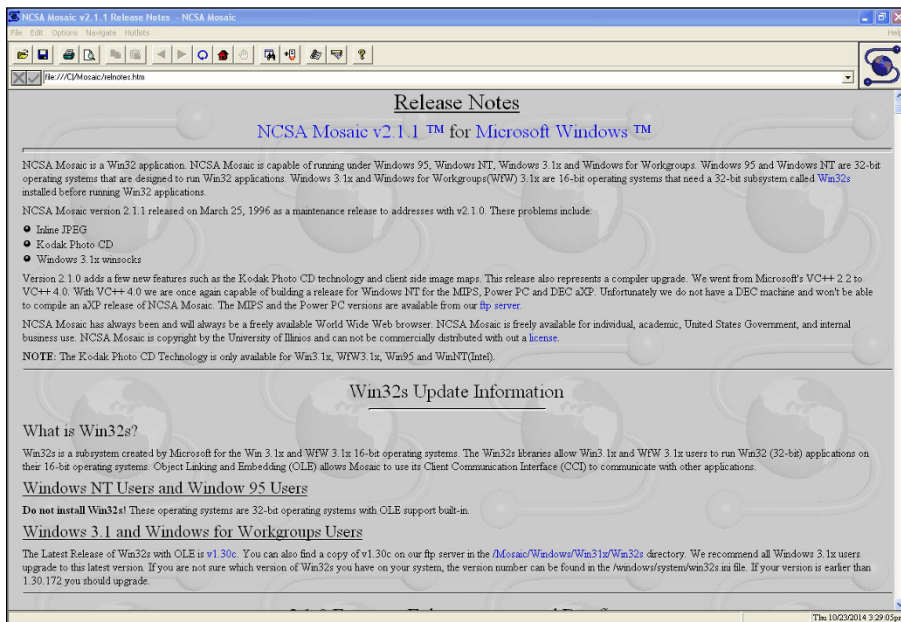 NCSA Mosaic v2.1.1 Release Notes - NCSA Mosaic
File Edit Options Navigate Hotlists Help
file:///C|/Mosaic/relnotes.htm
Release Notes
NCSA Mosaic v2.1.1 ™ for Microsoft Windows ™
NCSA Mosaic is a Win32 application. NCSA Mosaic is capable of running under Windows 95, Windows NT, Windows 3.1x and Windows for Workgroups. Windows 95 and Windows NT are 32-bit
operating systems that are designed to run Win32 applications. Windows 3.1x and Windows for Workgroups(WfW) 3.1x are 16-bit operating systems that need a 32-bit subsystem called Win32s
installed before running Win32 applications.
NCSA Mosaic version 2.1.1 released on March 25, 1996 as a maintenance release to addresses with v2.1.0. These problems include:
Inline JPEG
Kodak Photo CD
Windows 3.1x winsocks
Version 2.1.0 adds a few new features such as the Kodak Photo CD technology and client side image maps. This release also represents a compiler upgrade. We went from Microsoft's VC++ 2.2 to
VC++ 4.0. With VC++ 4.0 we are once again capable of building a release for Windows NT for the MIPS, Power PC and DEC aXP. Unfortunately we do not have a DEC machine and won't be able
to compile an aXP release of NCSA Mosaic. The MIPS and the Power PC versions are available from our ftp server.
NCSA Mosaic has always been and will always be a freely available World Wide Web browser. NCSA Mosaic is freely available for individual, academic, United States Government, and internal
business use. NCSA Mosaic is copyright by the University of Illinios and can not be commercially distributed with out a license.
NOTE: The Kodak Photo CD Technology is only available for Win3.1x, WfW3.1x, Win95 and WinNT(Intel).
Win32s Update Information
What is Win32s?
Win32s is a subsystem created by Microsoft for the Win 3.1x and WfW 3.1x 16-bit operating systems. The Win32s libraries allow Win3.1x and WfW 3.1x users to run Win32 (32-bit) applications on
their 16-bit operating systems. Object Linking and Embedding (OLE) allows Mosaic to use its Client Communication Interface (CCI) to communicate with other applications.
Windows NT Users and Window 95 Users
Do not install Win32s! These operating systems are 32-bit operating systems with OLE support built-in.
Windows 3.1 and Windows for Workgroups Users
The Latest Release of Win32s with OLE is v1.30c. You can also find a copy of v1.30c on our ftp server in the /Mosaic/Windows/Win31x/Win32s directory. We recommend all Windows 3.1x users
upgrade to this latest version. If you are not sure which version of Win32s you have on your system, the version number can be found in the /windows/system/win32s.ini file. If your version is earlier than
1.30.172 you should upgrade.
Thu 10/23/2014 3:29:05pm